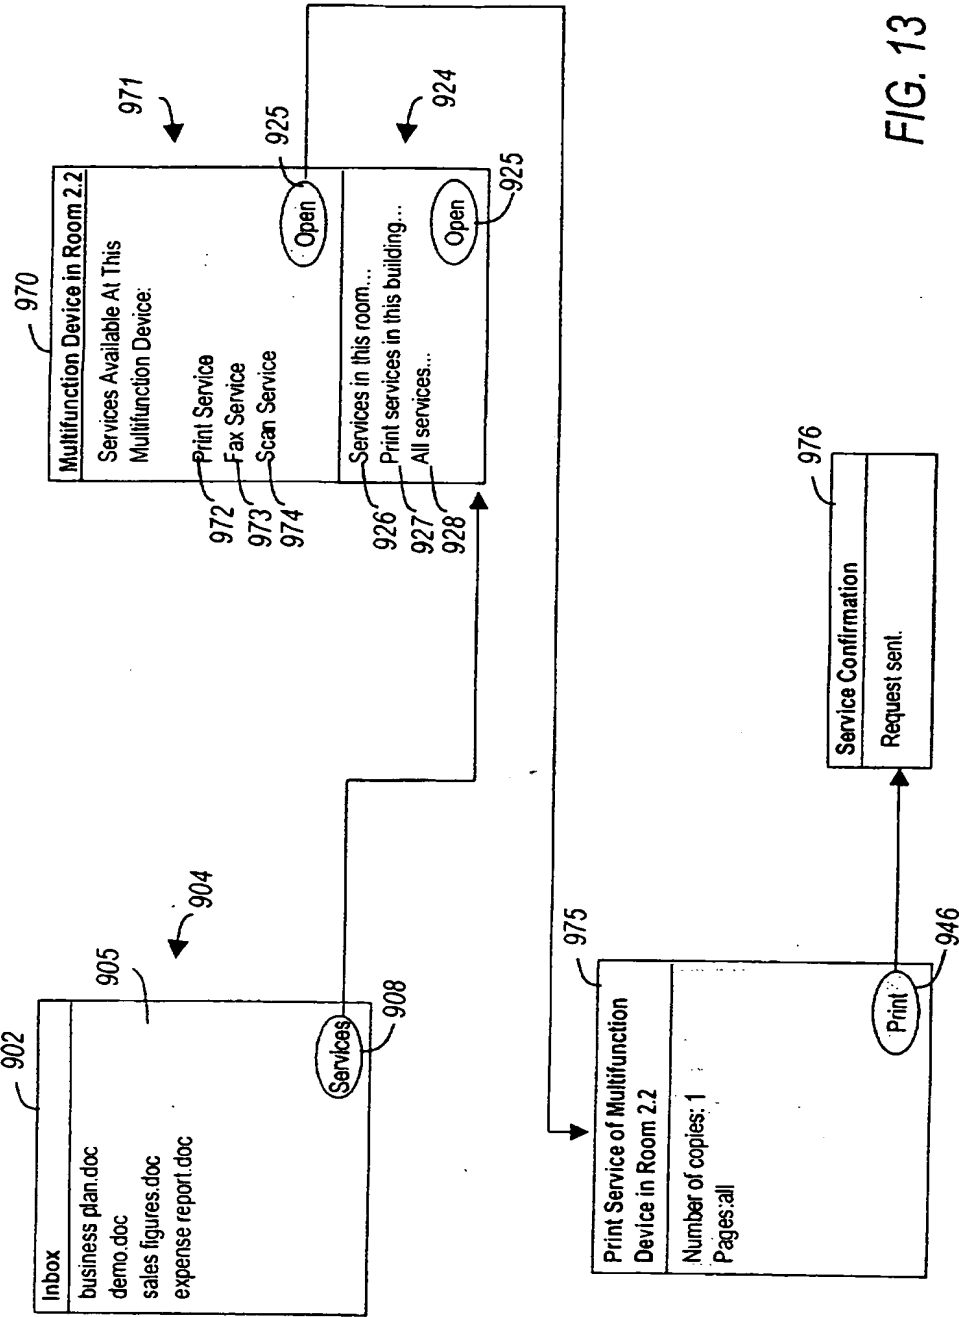 902
Inbox
business plan.doc
demo.doc
sales figures.doc
expense report.doc
905
904
Services
908
970
Multifunction Device in Room 2.2
971
Services Available At This
Multifunction Device:
972
Print Service
973
Fax Service
974
Scan Service
Open
925
924
926
Services in this room...
927
Print services in this building...
928
All services...
Open
925
975
Print Service of Multifunction
Device in Room 2.2
Number of copies: 1
Pages:all
Print
946
976
Service Confirmation
Request sent.
FIG. 13